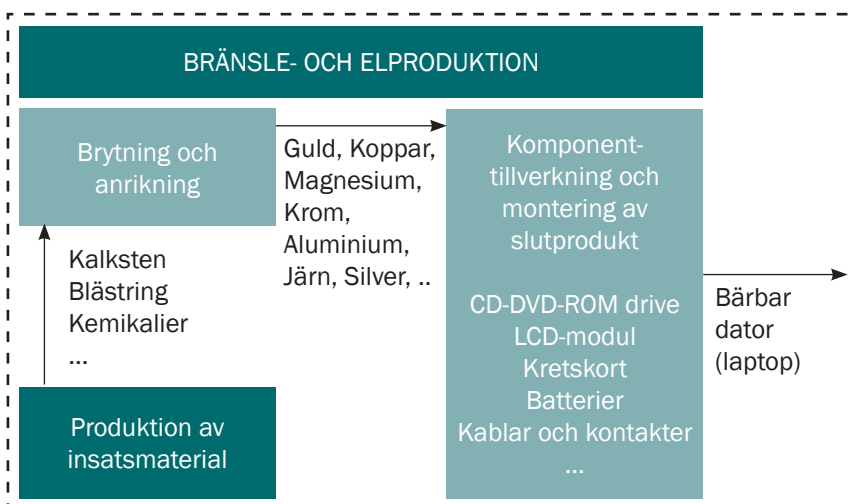 BRÄNSLE- OCH ELPRODUKTION
Brytning och
anrikning
Guld, Koppar,
Magnesium,
Krom,
Aluminium,
Järn, Silver, ..
Komponent-
tillverkning och
montering av
slutprodukt
CD-DVD-ROM drive
LCD-modul
Kretskort
Batterier
Kablar och kontakter
...
Kalksten
Blästring
Kemikalier
...
Bärbar
dator
(laptop)
Produktion av
insatsmaterial